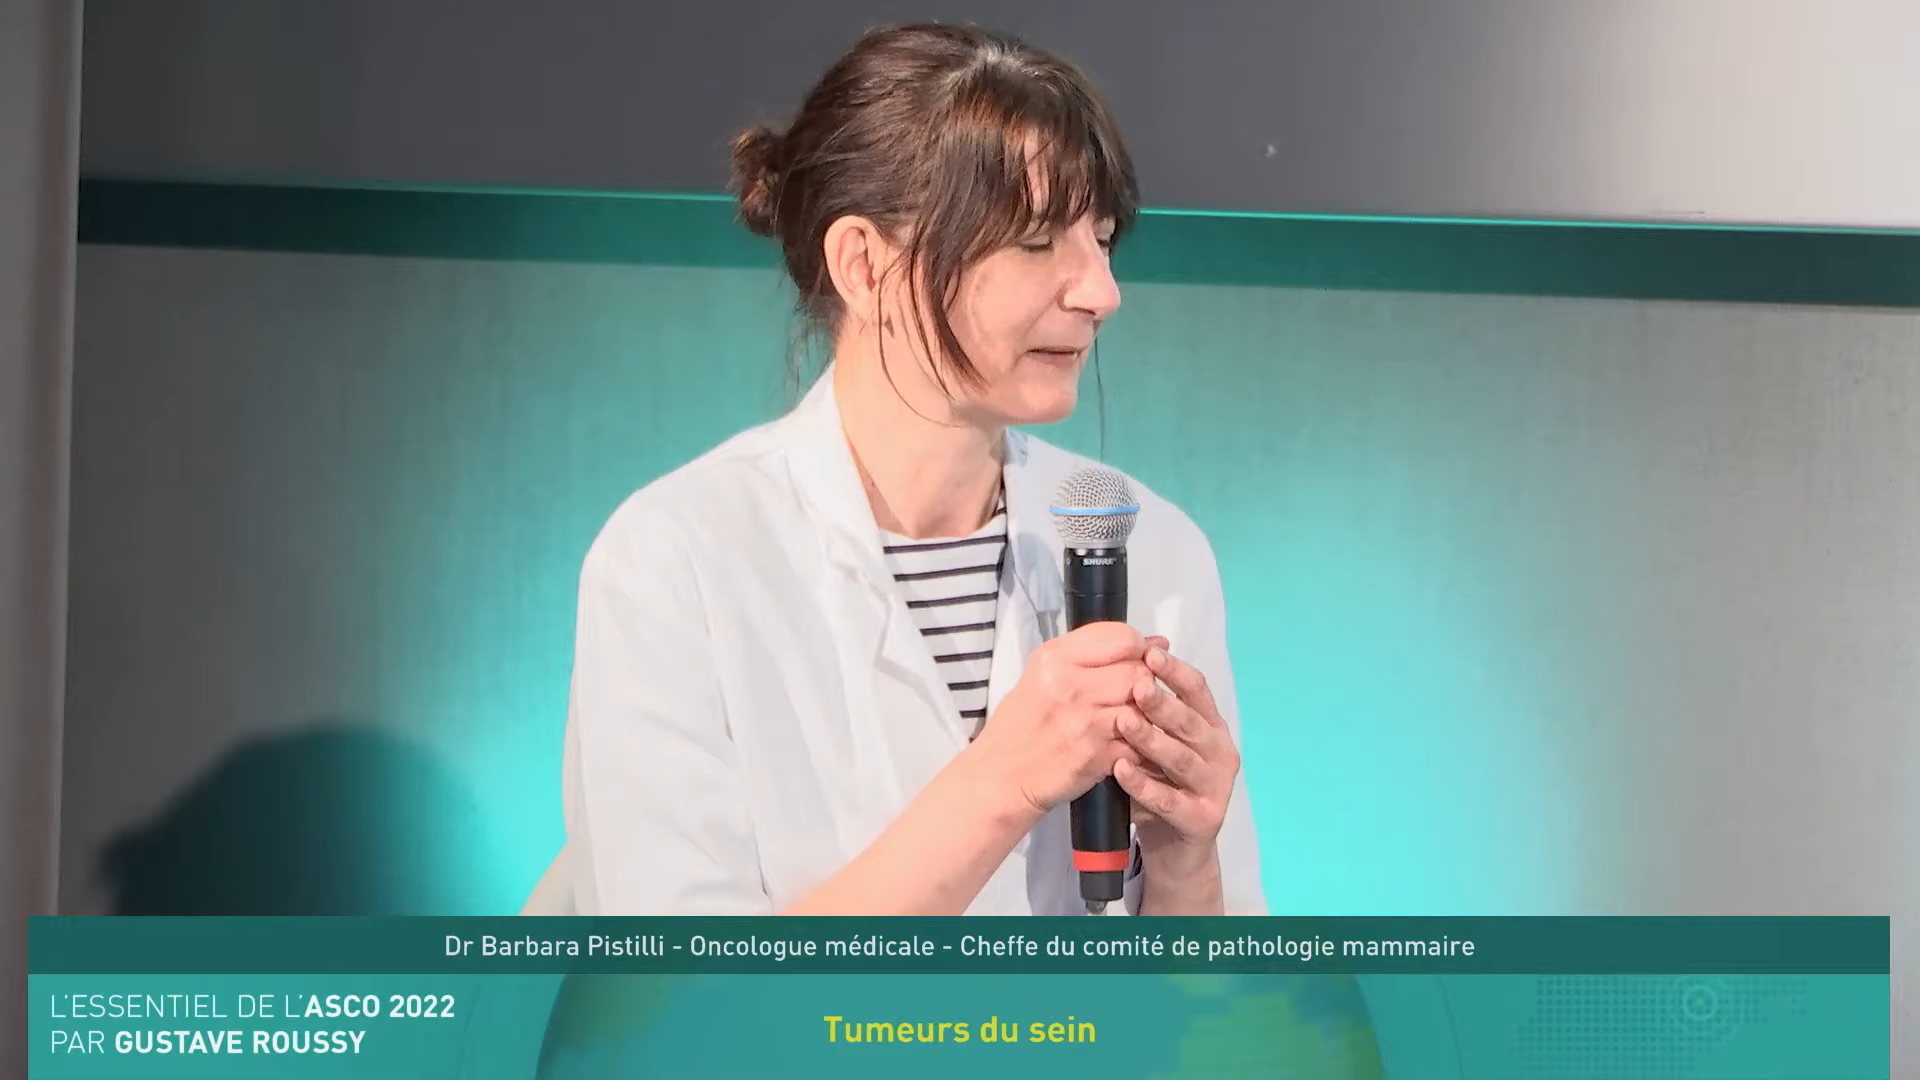 SHURE
Dr Barbara Pistilli - Oncologue médicale - Cheffe du comité de pathologie mammaire
L'ESSENTIEL DE L'ASCO 2022
PAR GUSTAVE ROUSSY
Tumeurs du sein